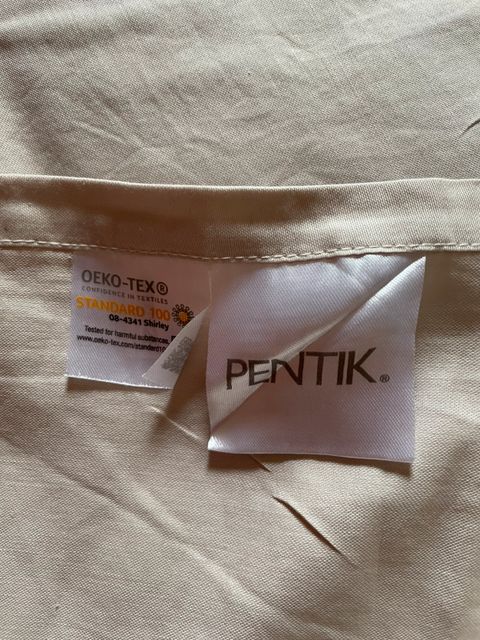 OEKO-TEX®
CONFIDENCE IN TEXTILES
STANDARD 100
08-4341 Shirley
Tested for harmful substances.
www.oeko-tex.com/standard10
PENTIK®